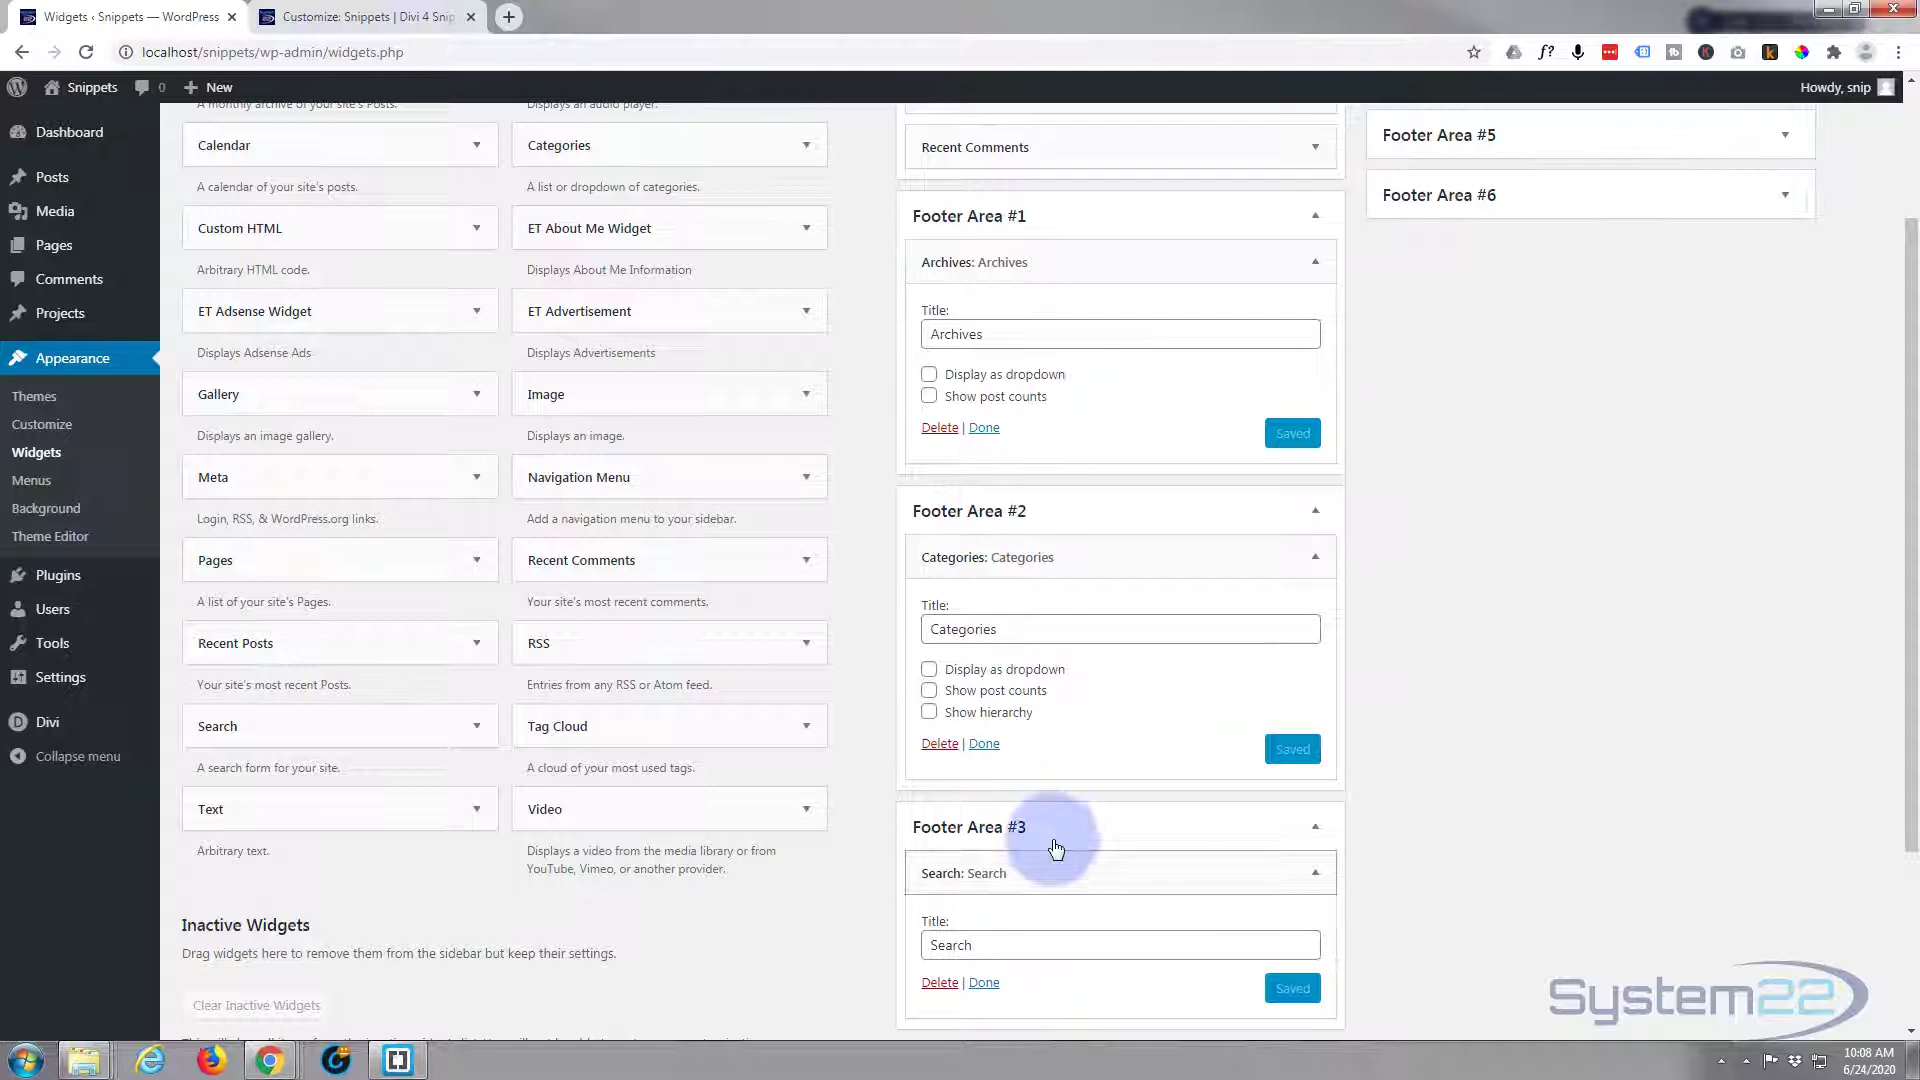 Widgets ‹ Snippets — WordPress
Customize: Snippets | Divi 4 Snip
localhost/snippets/wp-admin/widgets.php
Snippets 0 New
Howdy, snip
Dashboard
Posts
Media
Pages
Comments
Projects
Appearance
Themes
Customize
Widgets
Menus
Background
Theme Editor
Plugins
Users
Tools
Settings
Divi
Collapse menu
A monthly archive of your site's Posts.
Displays an audio player.
Calendar
Categories
A calendar of your site's posts.
A list or dropdown of categories.
Custom HTML
ET About Me Widget
Arbitrary HTML code.
Displays About Me Information
ET Adsense Widget
ET Advertisement
Displays Adsense Ads
Displays Advertisements
Gallery
Image
Displays an image gallery.
Displays an image.
Meta
Navigation Menu
Login, RSS, & WordPress.org links.
Add a navigation menu to your sidebar.
Pages
Recent Comments
A list of your site's Pages.
Your site's most recent comments.
Recent Posts
RSS
Your site's most recent Posts.
Entries from any RSS or Atom feed.
Search
Tag Cloud
A search form for your site.
A cloud of your most used tags.
Text
Video
Arbitrary text.
Displays a video from the media library or from
YouTube, Vimeo, or another provider.
Inactive Widgets
Drag widgets here to remove them from the sidebar but keep their settings.
Clear Inactive Widgets
Recent Comments
Footer Area #1
Archives: Archives
Title:
Archives
Display as dropdown
Show post counts
Delete | Done
Saved
Footer Area #2
Categories: Categories
Title:
Categories
Display as dropdown
Show post counts
Show hierarchy
Delete | Done
Saved
Footer Area #3
Search: Search
Title:
Search
Delete | Done
Saved
Footer Area #5
Footer Area #6
System22
10:08 AM
6/24/2020